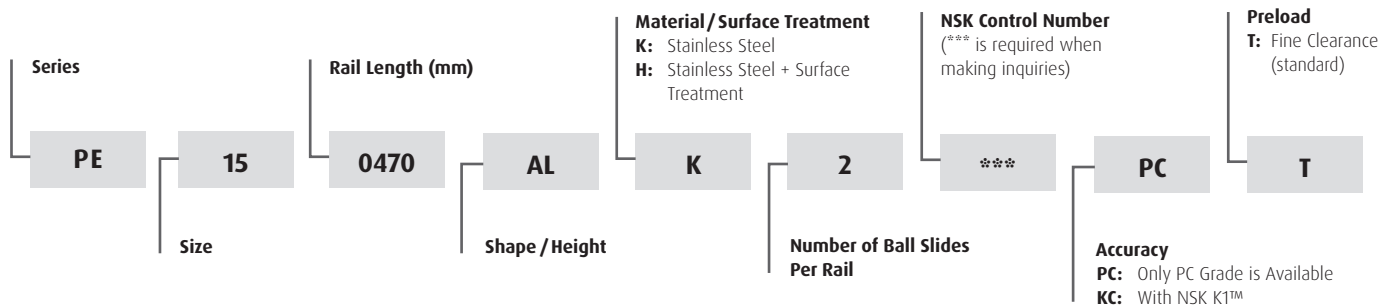 Material/Surface Treatment
K: Stainless Steel
H: Stainless Steel + Surface
Treatment
NSK Control Number
(*** is required when
making inquiries)
Preload
T: Fine Clearance
(standard)
Series
Rail Length (mm)
PE
15
0470
AL
K
2
***
PC
T
Size
Shape/Height
Number of Ball Slides
Per Rail
Accuracy
PC: Only PC Grade is Available
KC: With NSK K1™